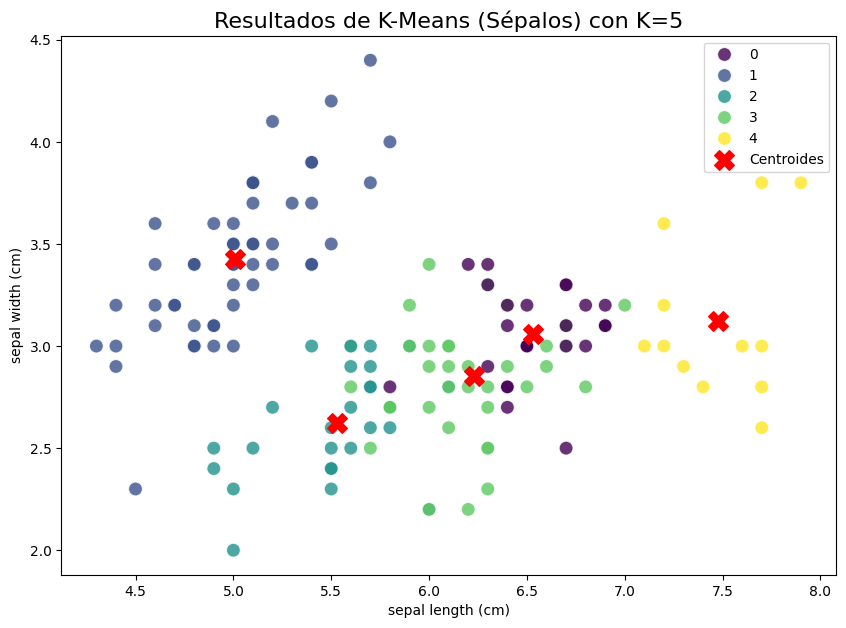 Resultados de K-Means (Sépalos) con K=5
4.5
4.0
3.5
3.0
2.5
2.0
sepal width (cm)
0
1
2
3
4
Centroides
4.5 5.0 5.5 6.0 6.5 7.0 7.5 8.0
sepal length (cm)